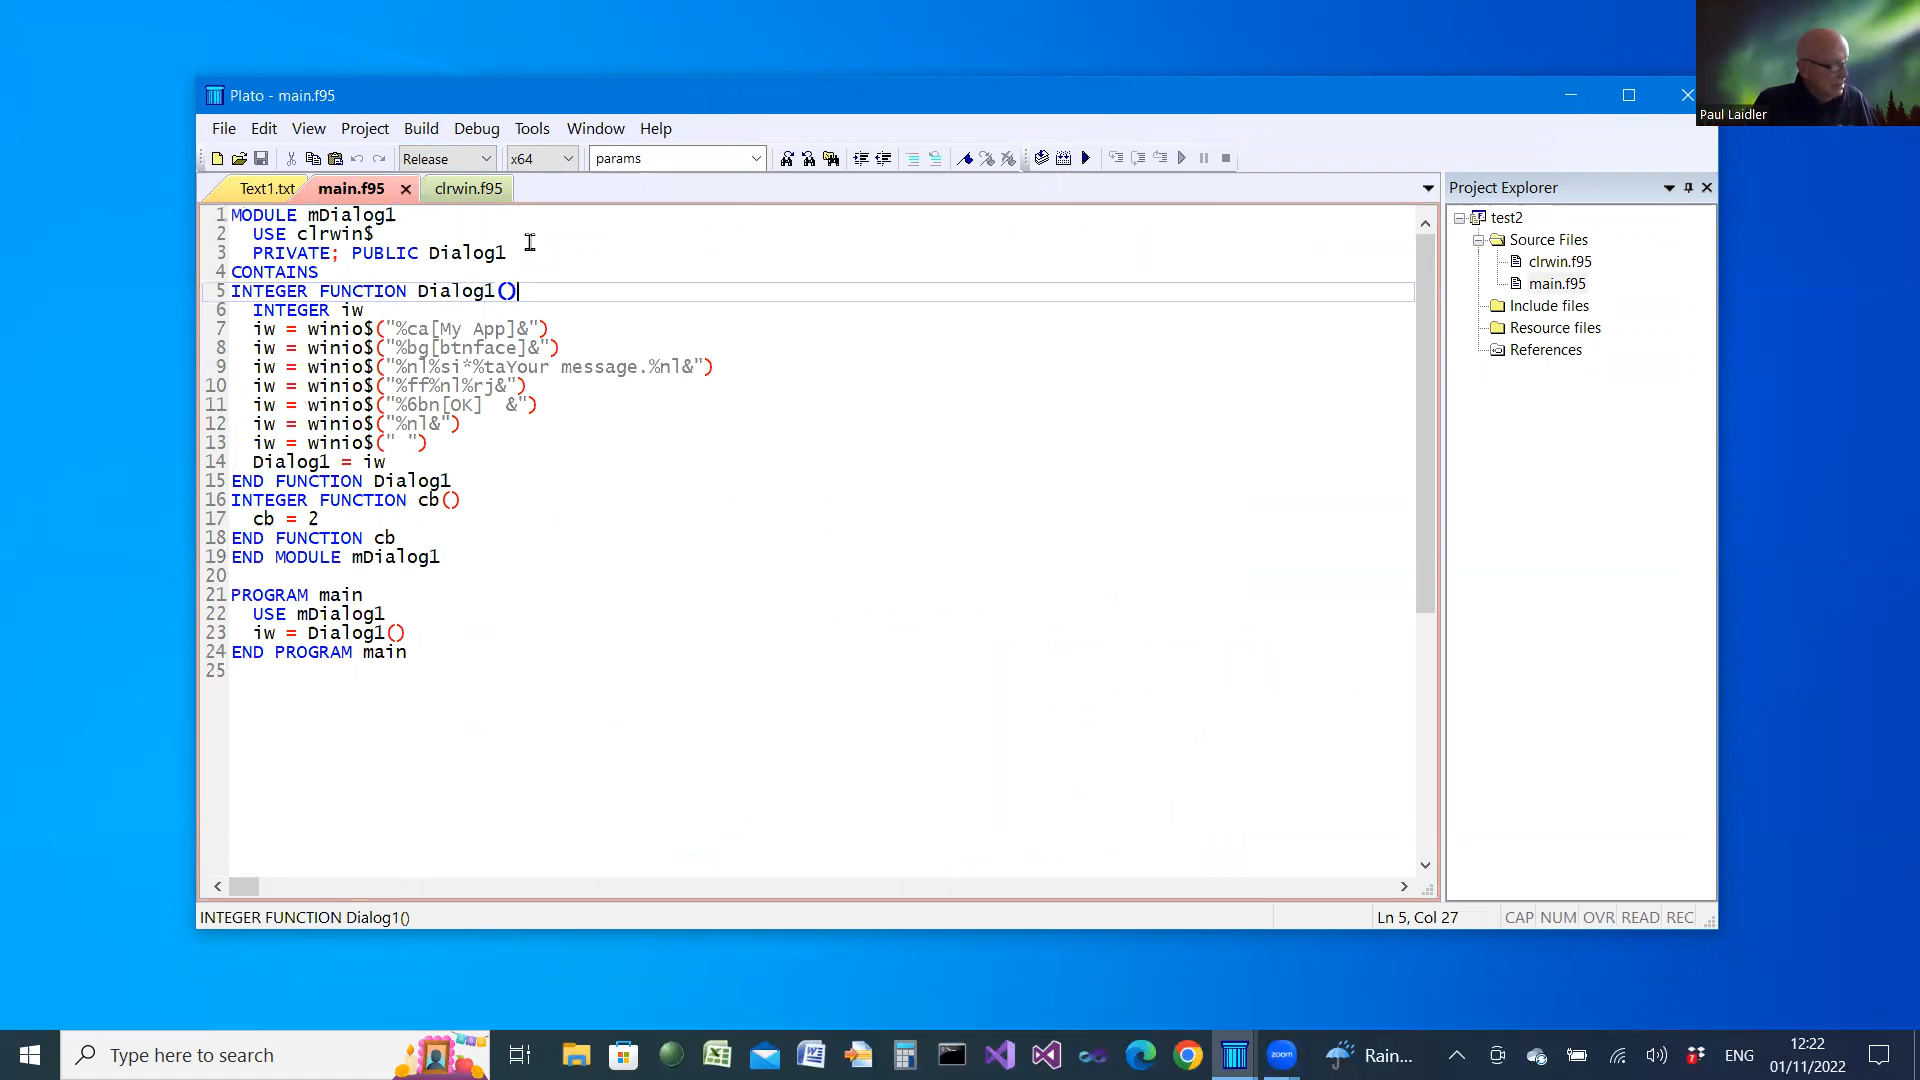 Paul Laidler
Plato - main.f95
File Edit View Project Build Debug Tools Window Help
Release x64 params
Text1.txt main.f95 clrwin.f95
Project Explorer
1 MODULE mDialog1
2 USE clrwin$
3 PRIVATE; PUBLIC Dialog1
4 CONTAINS
5 INTEGER FUNCTION Dialog1()
6 INTEGER iw
7 iw = winio$("%ca[My App]&")
8 iw = winio$("%bg[btnface]&")
9 iw = winio$("%nl%si*%taYour message.%nl&")
10 iw = winio$("%ff%nl%rj&")
11 iw = winio$("%6bn[OK]  &")
12 iw = winio$("%nl&")
13 iw = winio$(" ")
14 Dialog1 = iw
15 END FUNCTION Dialog1
16 INTEGER FUNCTION cb()
17 cb = 2
18 END FUNCTION cb
19 END MODULE mDialog1
20
21 PROGRAM main
22 USE mDialog1
23 iw = Dialog1()
24 END PROGRAM main
25
test2
Source Files
clrwin.f95
main.f95
Include files
Resource files
References
INTEGER FUNCTION Dialog1()
Ln 5, Col 27
CAP NUM OVR READ REC
Type here to search
zoom
Rain...
ENG
12:22
01/11/2022